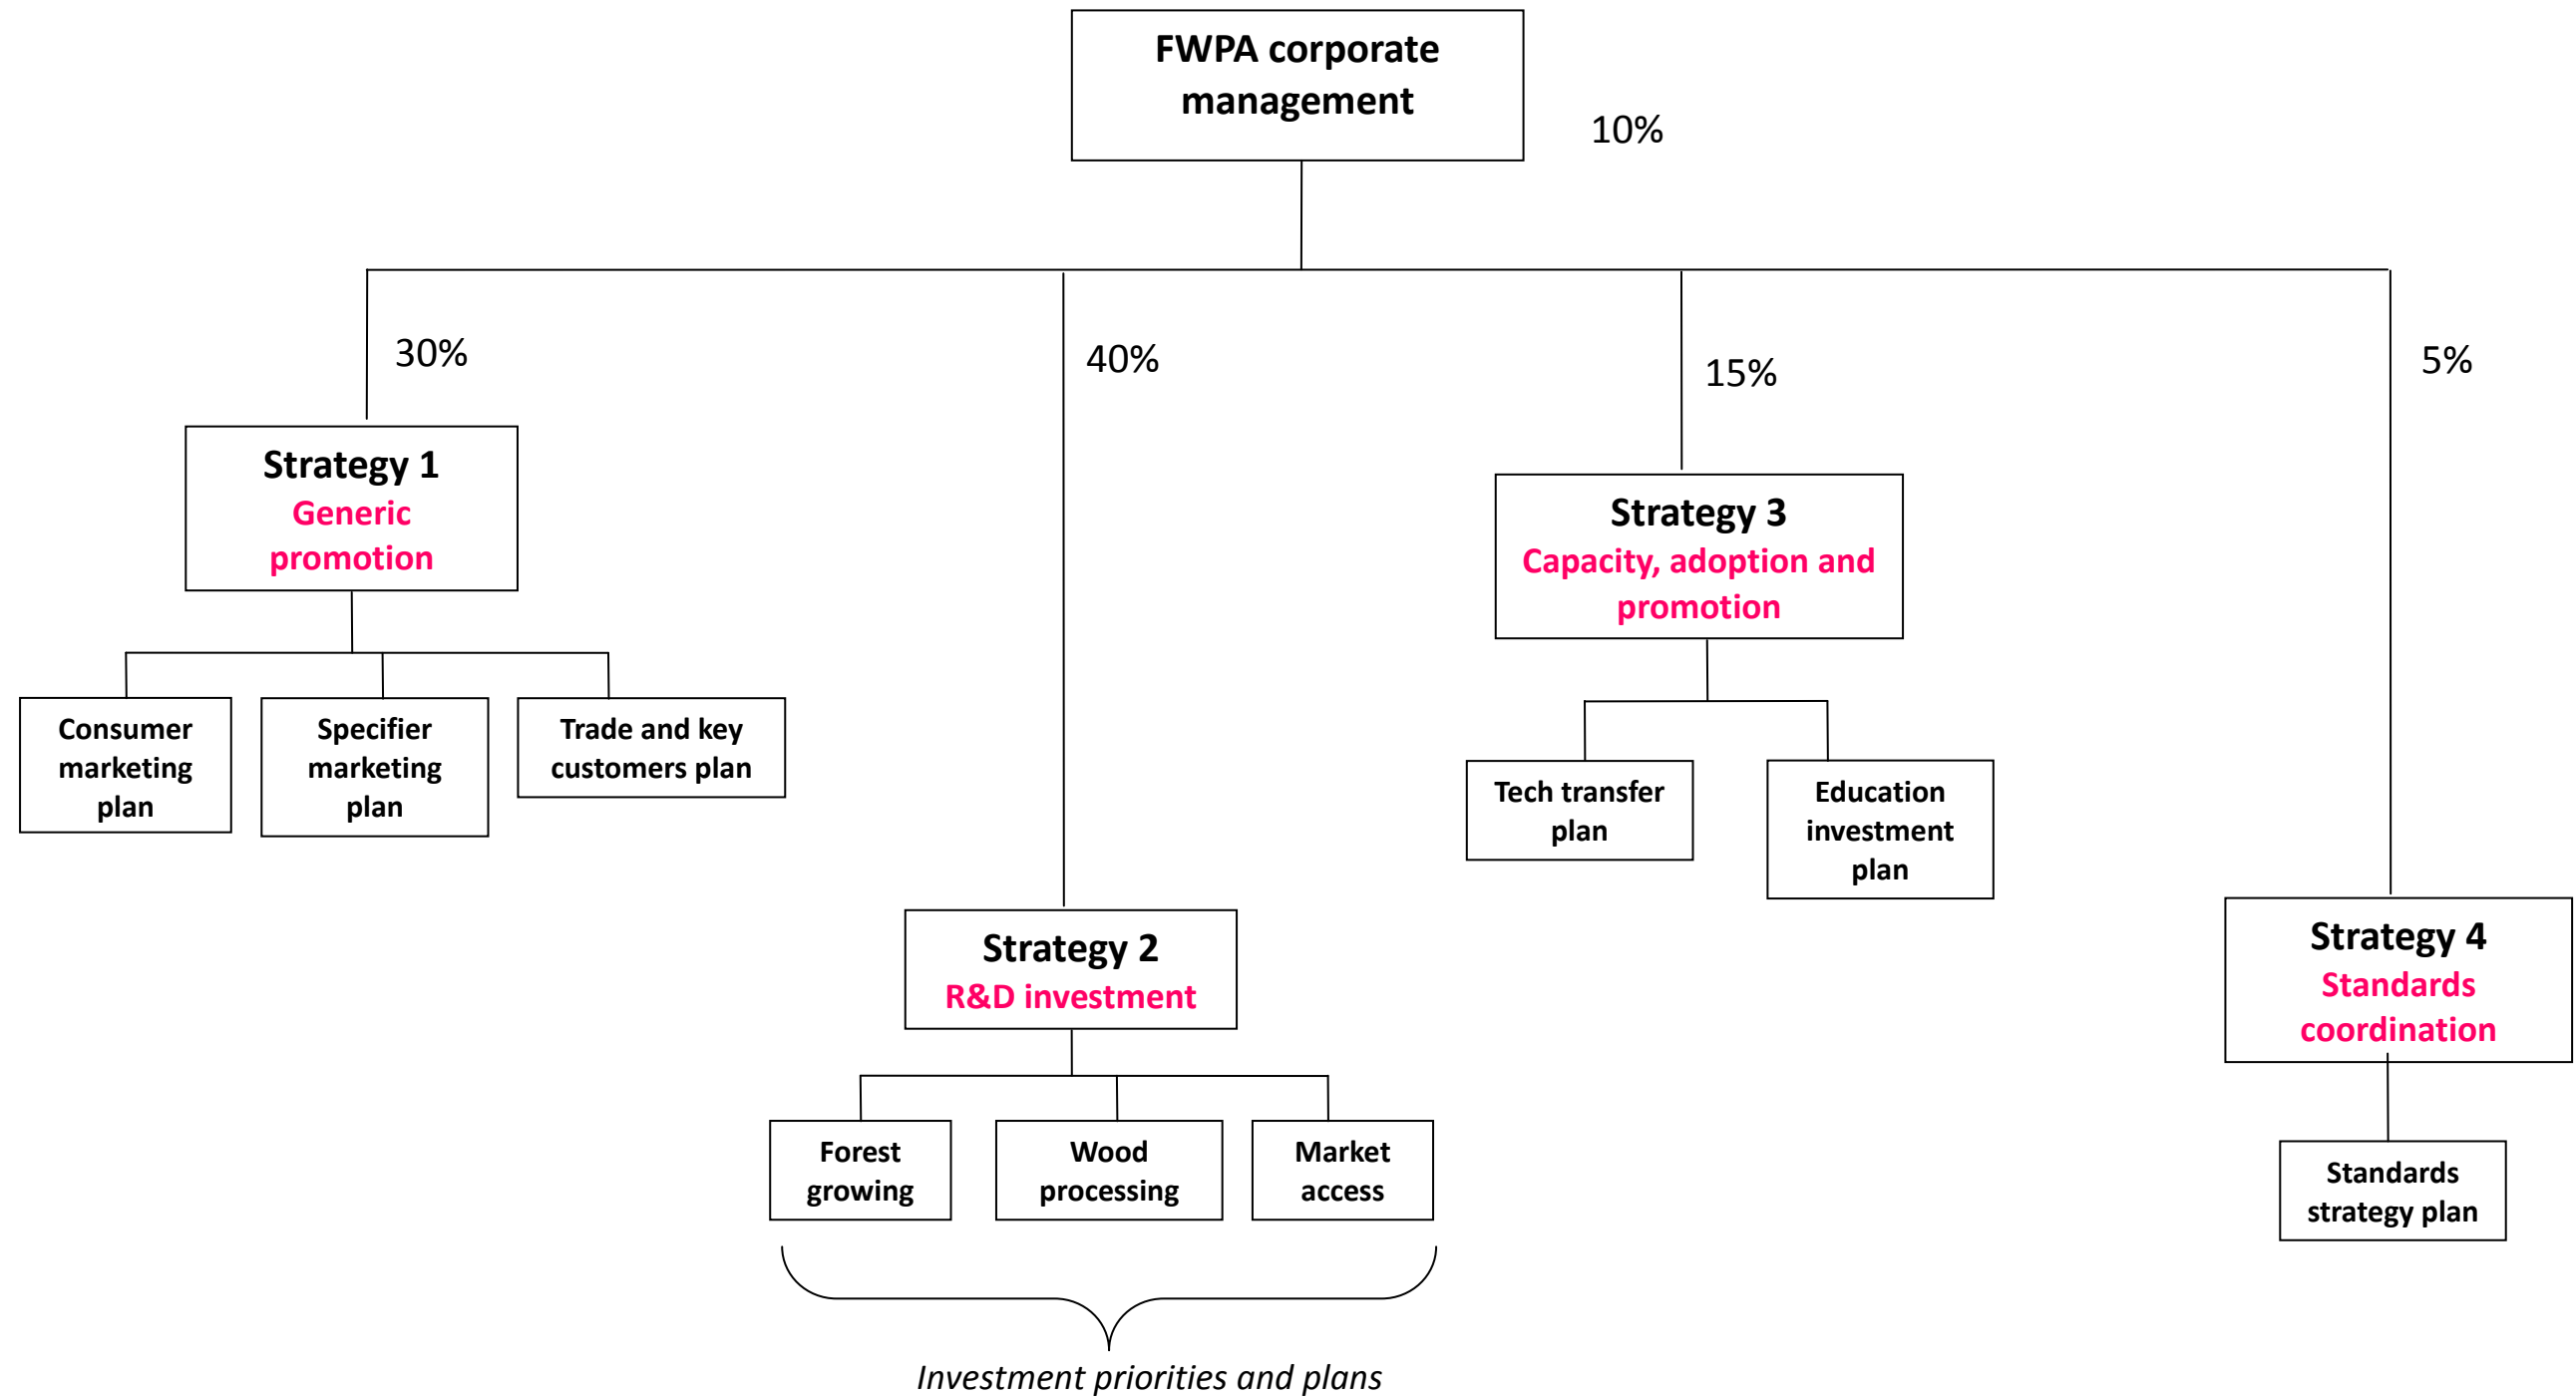 FWPA corporate
management
10%
30%
40%
15%
5%
Strategy 1
Generic
promotion
Consumer
marketing
plan
Specifier
marketing
plan
Trade and key
customers plan
Strategy 2
R&D investment
Forest
growing
Wood
processing
Market
access
Investment priorities and plans
Strategy 3
Capacity, adoption and
promotion
Tech transfer
plan
Education
investment
plan
Strategy 4
Standards
coordination
Standards
strategy plan